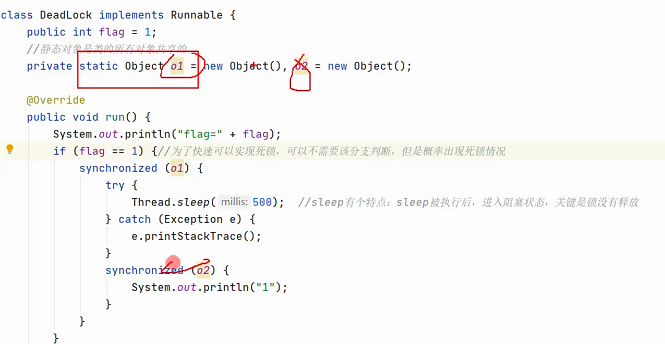 class DeadLock implements Runnable {
public int flag = 1;
//静态对象是类的所有对象共享的
private static Object o1 = new Object(), o2 = new Object();
@Override
public void run() {
System.out.println("flag=" + flag);
if (flag == 1) {//为了快速可以实现死锁，可以不需要该分支判断，但是概率出现死锁情况
synchronized (o1) {
try {
Thread.sleep( millis: 500);  //sleep有个特点：sleep被执行后，进入阻塞状态，关键是锁没有释放
} catch (Exception e) {
e.printStackTrace();
}
synchronized (o2) {
System.out.println("1");
}
}
}